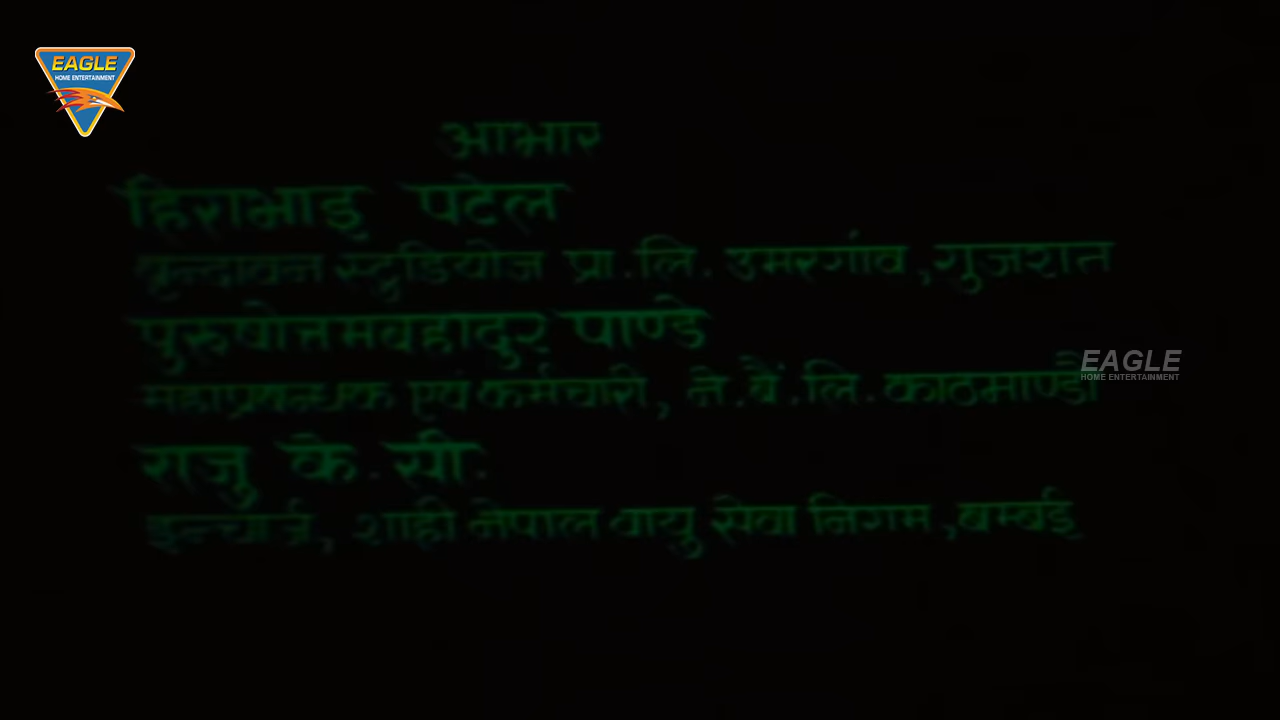 EAGLE
HOME ENTERTAINMENT
आभार
हिराभाइ पटेल
बृन्दावन स्टुडियोज प्रा.लि. उमरगांव ,गुजरात
पुरुषोत्तमबहादुर पाण्डे
महाप्रबन्धक एवं कर्मचारी, ने.बैं.लि.काठमाण्डौ
EAGLE
HOME ENTERTAINMENT
राजु के.सी.
इन्चार्ज, शाही नेपाल वायु सेवा निगम ,बम्बई